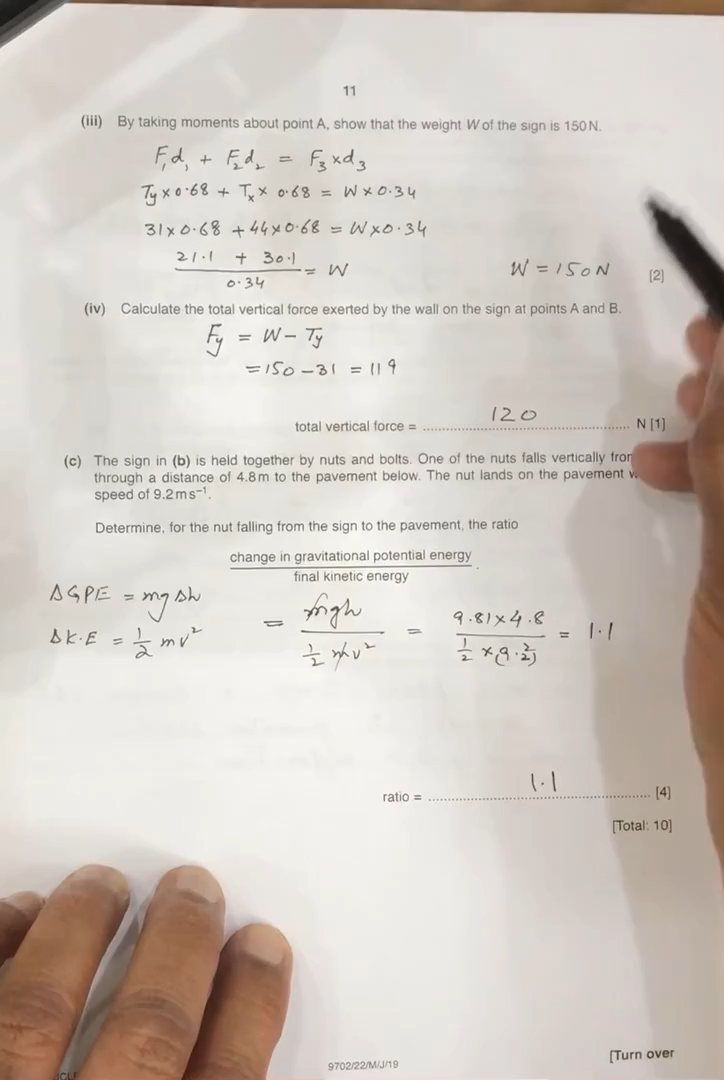 11
(iii) By taking moments about point A, show that the weight W of the sign is 150 N.
F₁d₁ + F₂d₂ = F₃×d₃
Ty×0.68 + Tx× 0.68 = W×0.34
31×0.68 + 44×0.68 = W×0.34
21.1 + 30.1
0.34
= W
W = 150N
[2]
(iv) Calculate the total vertical force exerted by the wall on the sign at points A and B.
Fy = W – Ty
= 150 – 31 = 119
total vertical force = 120 N [1]
(c) The sign in (b) is held together by nuts and bolts. One of the nuts falls vertically
through a distance of 4.8 m to the pavement below. The nut lands on the pavement
speed of 9.2 m s⁻¹.
Determine, for the nut falling from the sign to the pavement, the ratio
change in gravitational potential energy
final kinetic energy
.
ΔGPE = mgΔh
ΔK.E = ½ mv²
= mgh / ½ mv² = 9.81×4.8 / ½ ×(9.2)² = 1.1
ratio = 1.1 [4]
[Total: 10]
9702/22/M/J/19
[Turn over